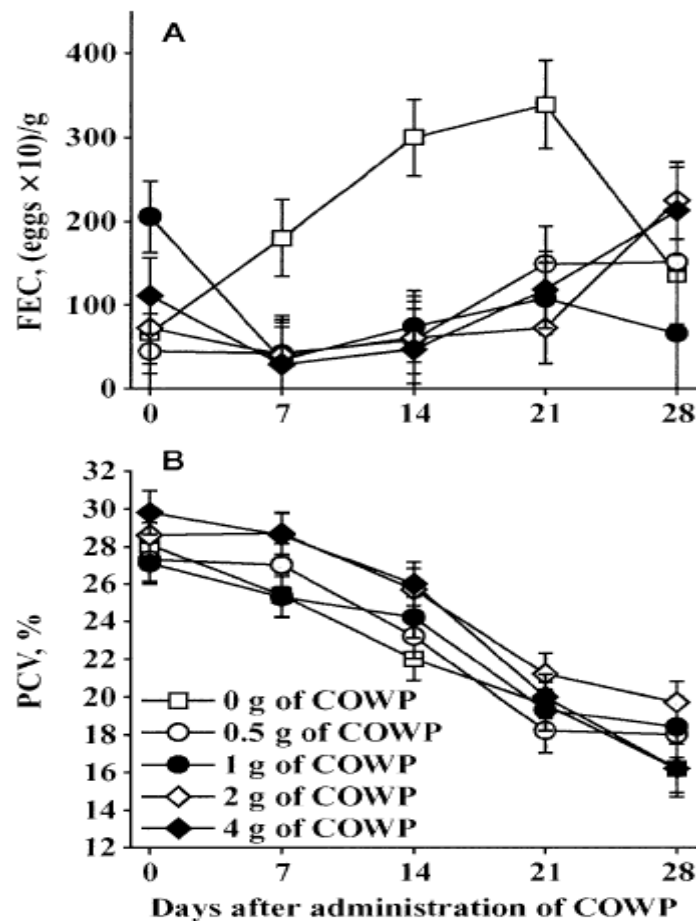 A
FEC, (eggs ×10)/g
400
300
200
100
0
0 7 14 21 28
B
PCV, %
32
30
28
26
24
22
20
18
16
14
12
0 g of COWP
0.5 g of COWP
1 g of COWP
2 g of COWP
4 g of COWP
0 7 14 21 28
Days after administration of COWP